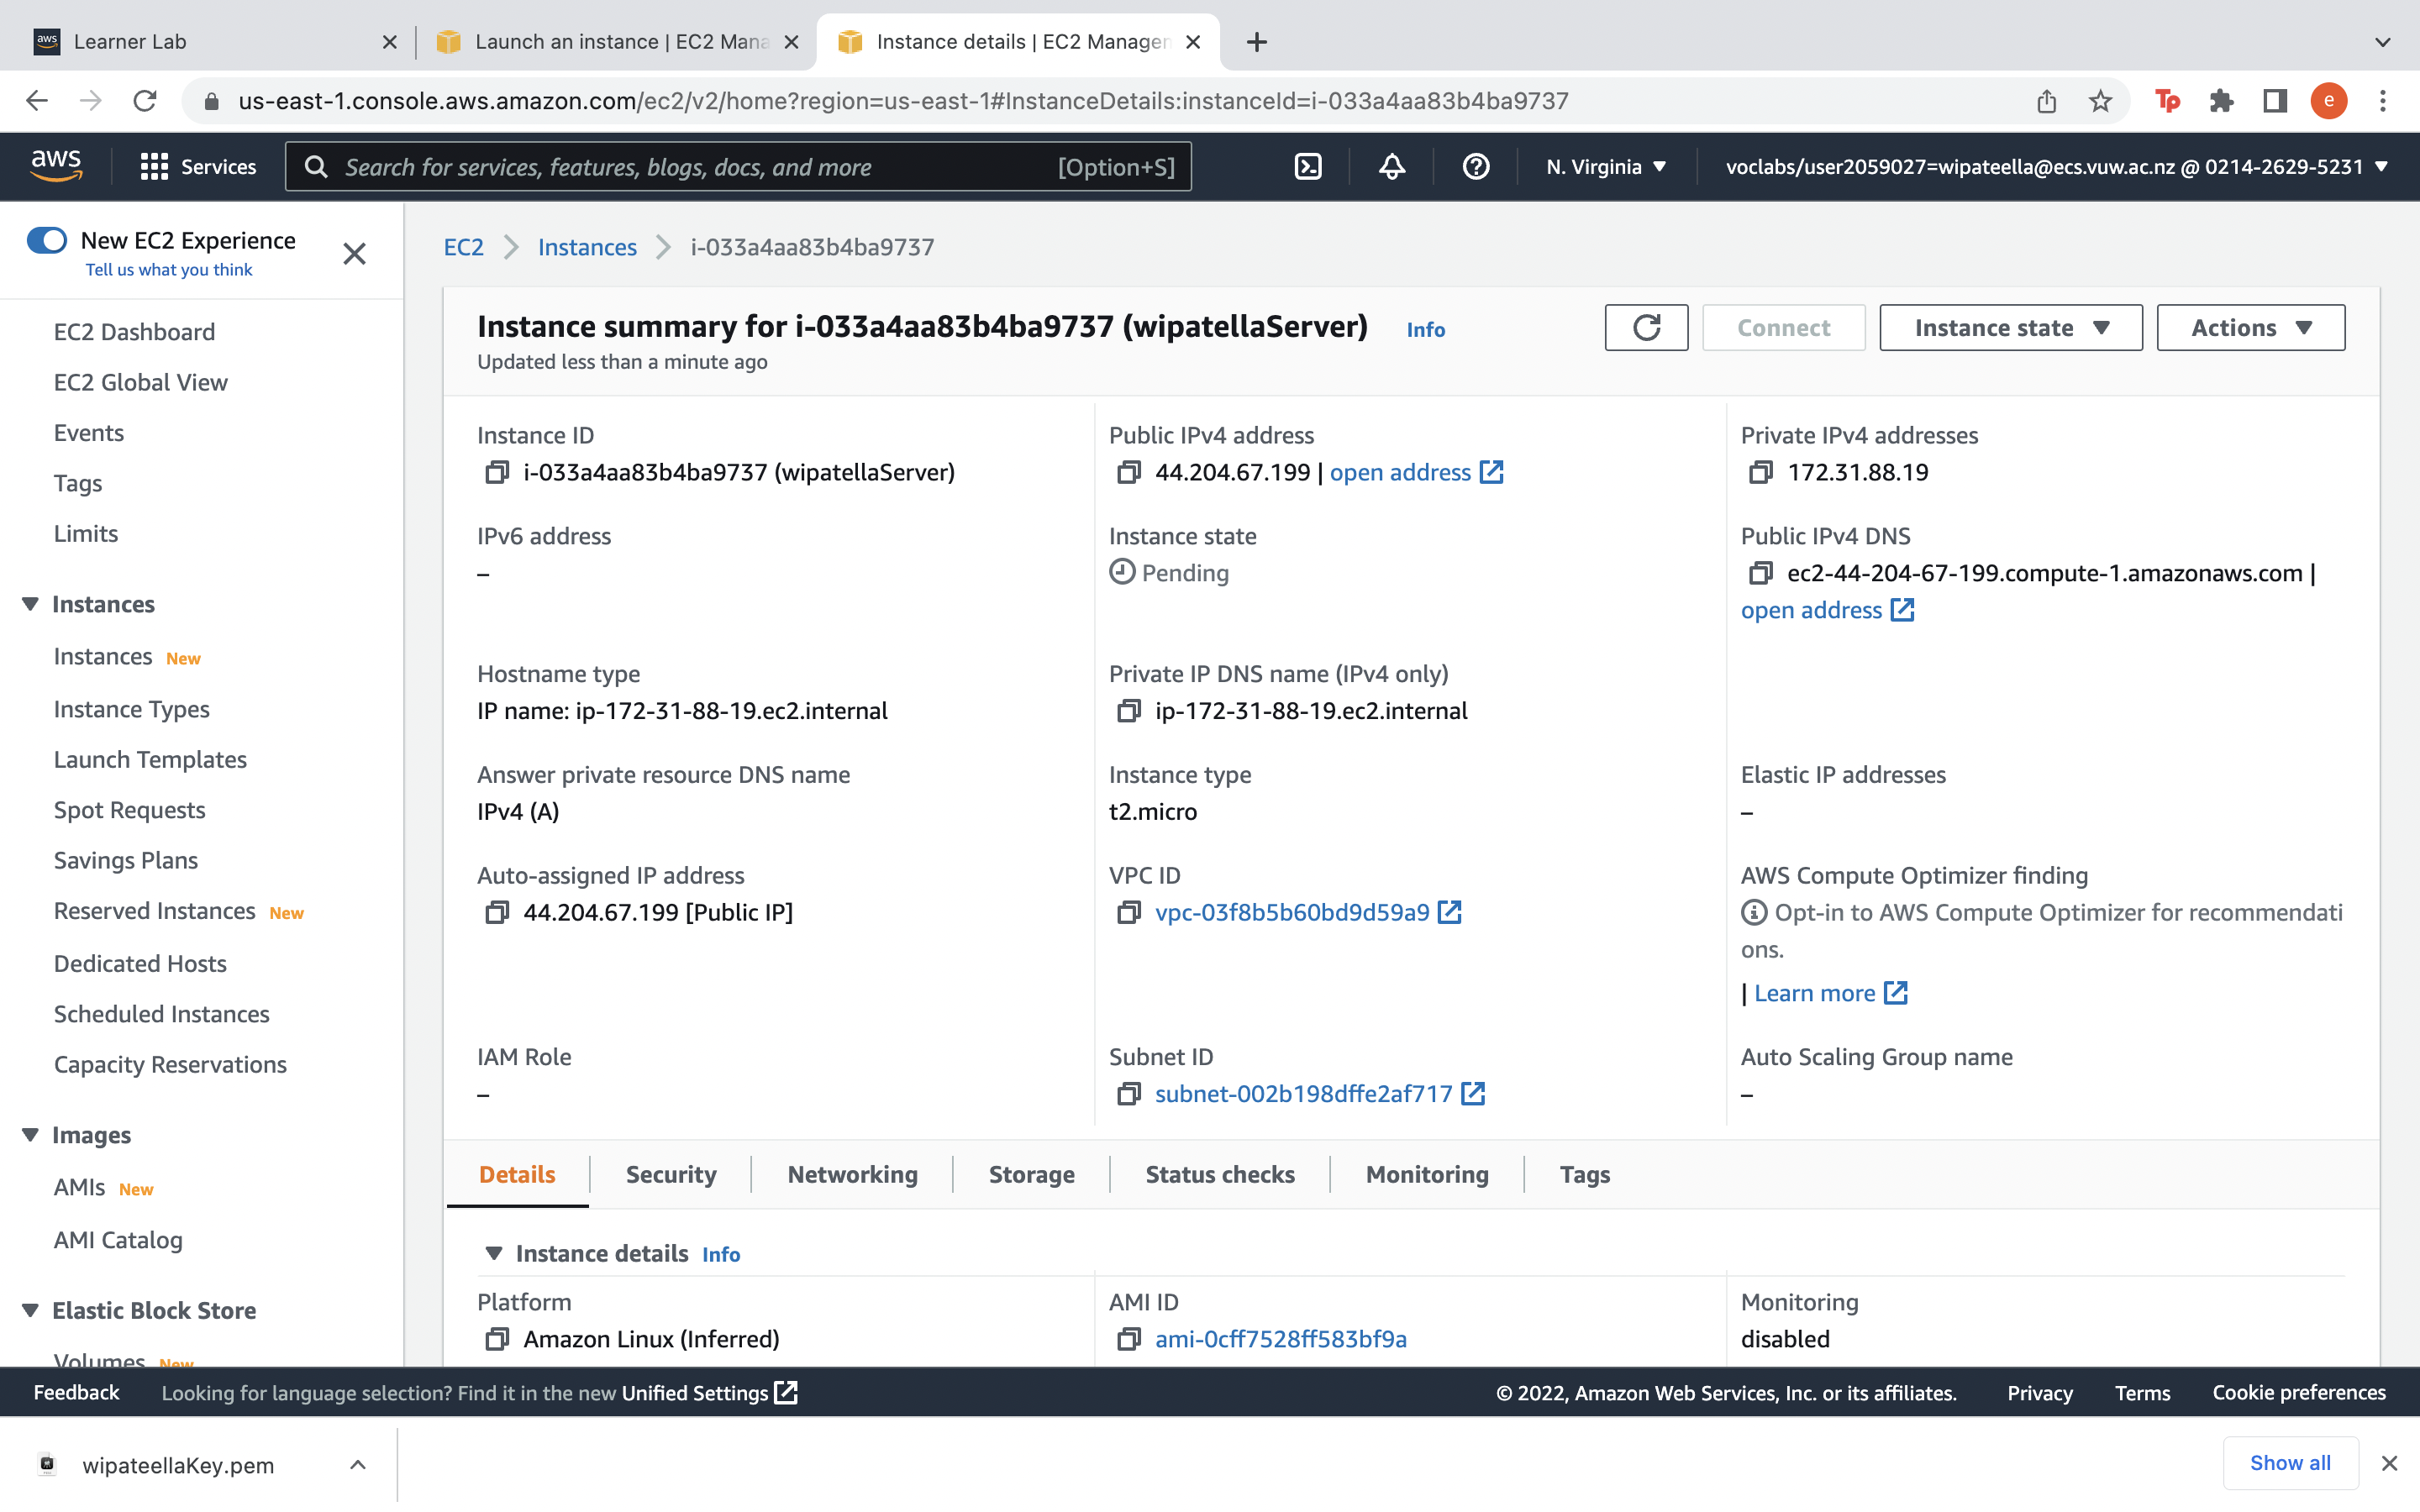 aws Learner Lab
Launch an instance | EC2 Mana
Instance details | EC2 Managen
us-east-1.console.aws.amazon.com/ec2/v2/home?region=us-east-1#InstanceDetails:instanceId=i-033a4aa83b4ba9737
Tp
e
aws
Services
Search for services, features, blogs, docs, and more
[Option+S]
N. Virginia
voclabs/user2059027=wipateella@ecs.vuw.ac.nz @ 0214-2629-5231
New EC2 Experience
Tell us what you think
EC2 Dashboard
EC2 Global View
Events
Tags
Limits
Instances
Instances New
Instance Types
Launch Templates
Spot Requests
Savings Plans
Reserved Instances New
Dedicated Hosts
Scheduled Instances
Capacity Reservations
Images
AMIs New
AMI Catalog
Elastic Block Store
Volumes New
EC2 > Instances > i-033a4aa83b4ba9737
Instance summary for i-033a4aa83b4ba9737 (wipatellaServer) Info
Updated less than a minute ago
Connect
Instance state
Actions
Instance ID
i-033a4aa83b4ba9737 (wipatellaServer)
Public IPv4 address
44.204.67.199 | open address
Private IPv4 addresses
172.31.88.19
IPv6 address
–
Instance state
Pending
Public IPv4 DNS
ec2-44-204-67-199.compute-1.amazonaws.com |
open address
Hostname type
IP name: ip-172-31-88-19.ec2.internal
Private IP DNS name (IPv4 only)
ip-172-31-88-19.ec2.internal
Answer private resource DNS name
IPv4 (A)
Instance type
t2.micro
Elastic IP addresses
–
Auto-assigned IP address
44.204.67.199 [Public IP]
VPC ID
vpc-03f8b5b60bd9d59a9
AWS Compute Optimizer finding
Opt-in to AWS Compute Optimizer for recommendati
ons.
| Learn more
IAM Role
–
Subnet ID
subnet-002b198dffe2af717
Auto Scaling Group name
–
Details
Security
Networking
Storage
Status checks
Monitoring
Tags
Instance details Info
Platform
Amazon Linux (Inferred)
AMI ID
ami-0cff7528ff583bf9a
Monitoring
disabled
Feedback
Looking for language selection? Find it in the new Unified Settings
© 2022, Amazon Web Services, Inc. or its affiliates.
Privacy
Terms
Cookie preferences
wipateellaKey.pem
Show all